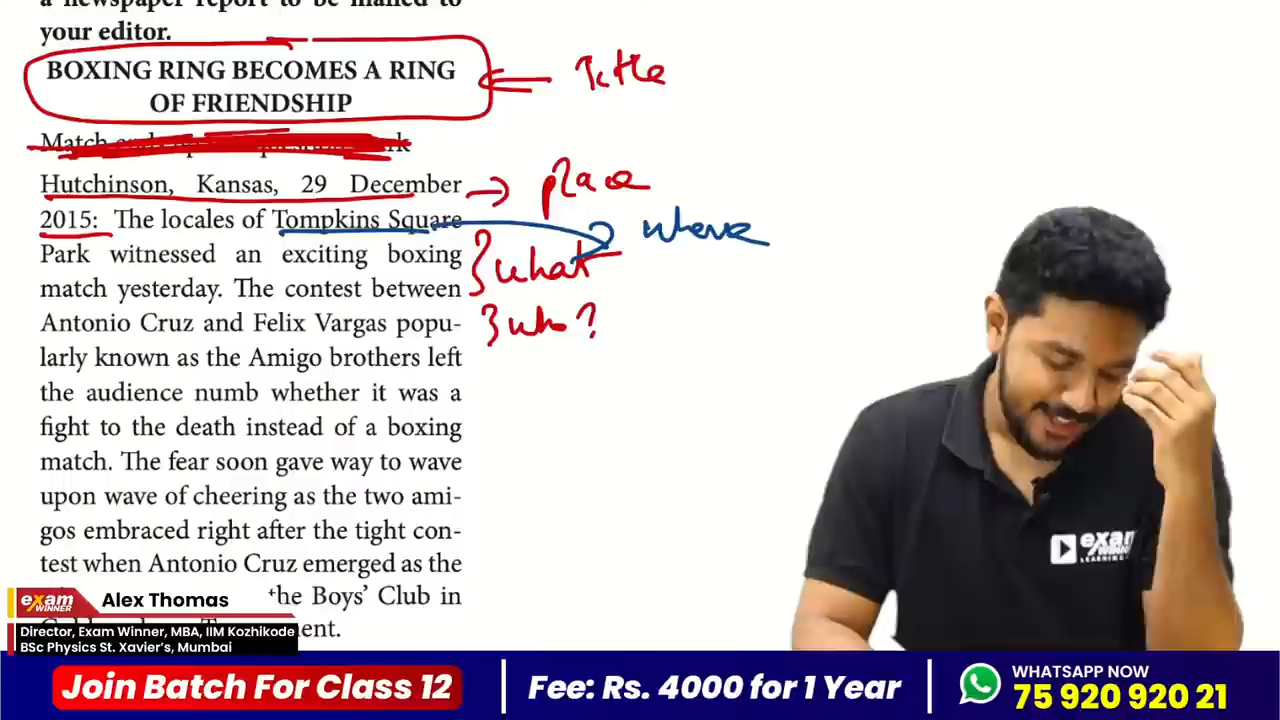 a newspaper report to be mailed to
your editor.
BOXING RING BECOMES A RING
OF FRIENDSHIP
Title
Match
Hutchinson, Kansas, 29 December
place
2015: The locales of Tompkins Square
where
Park witnessed an exciting boxing
what
match yesterday. The contest between
Antonio Cruz and Felix Vargas popu-
who?
larly known as the Amigo brothers left
the audience numb whether it was a
fight to the death instead of a boxing
match. The fear soon gave way to wave
upon wave of cheering as the two ami-
gos embraced right after the tight con-
test when Antonio Cruz emerged as the
the Boys' Club in
exam WINNER
Alex Thomas
Director, Exam Winner, MBA, IIM Kozhikode
BSc Physics St. Xavier's, Mumbai
exam WINNER LEARNING
Join Batch For Class 12
Fee: Rs. 4000 for 1 Year
WHATSAPP NOW
75 920 920 21